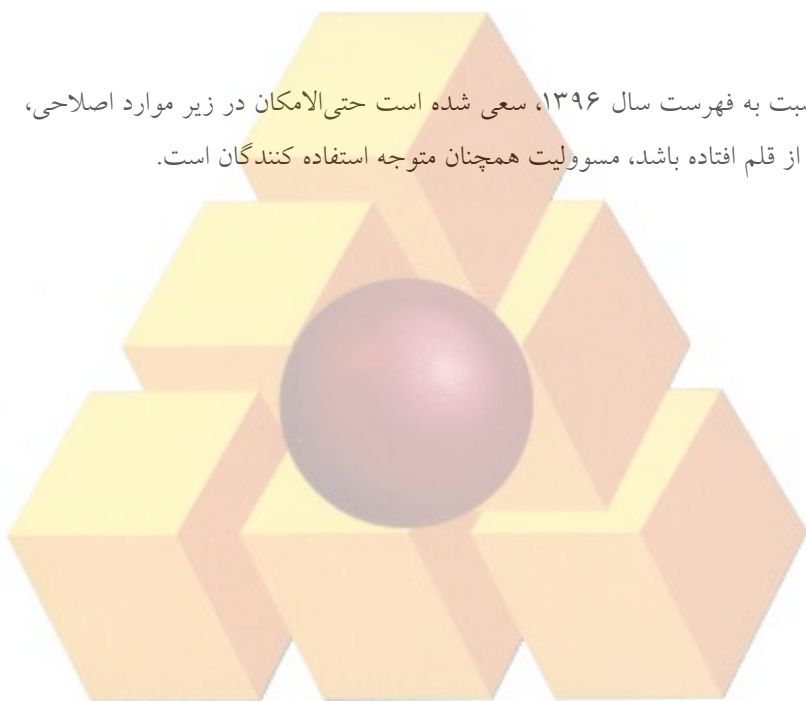 به فهرست سال ۱۳۹۶، سعی شده است حتی‌الامکان در زیر موارد اصلاحی،
از قلم افتاده باشد، مسوولیت همچنان متوجه استفاده کنندگان است.